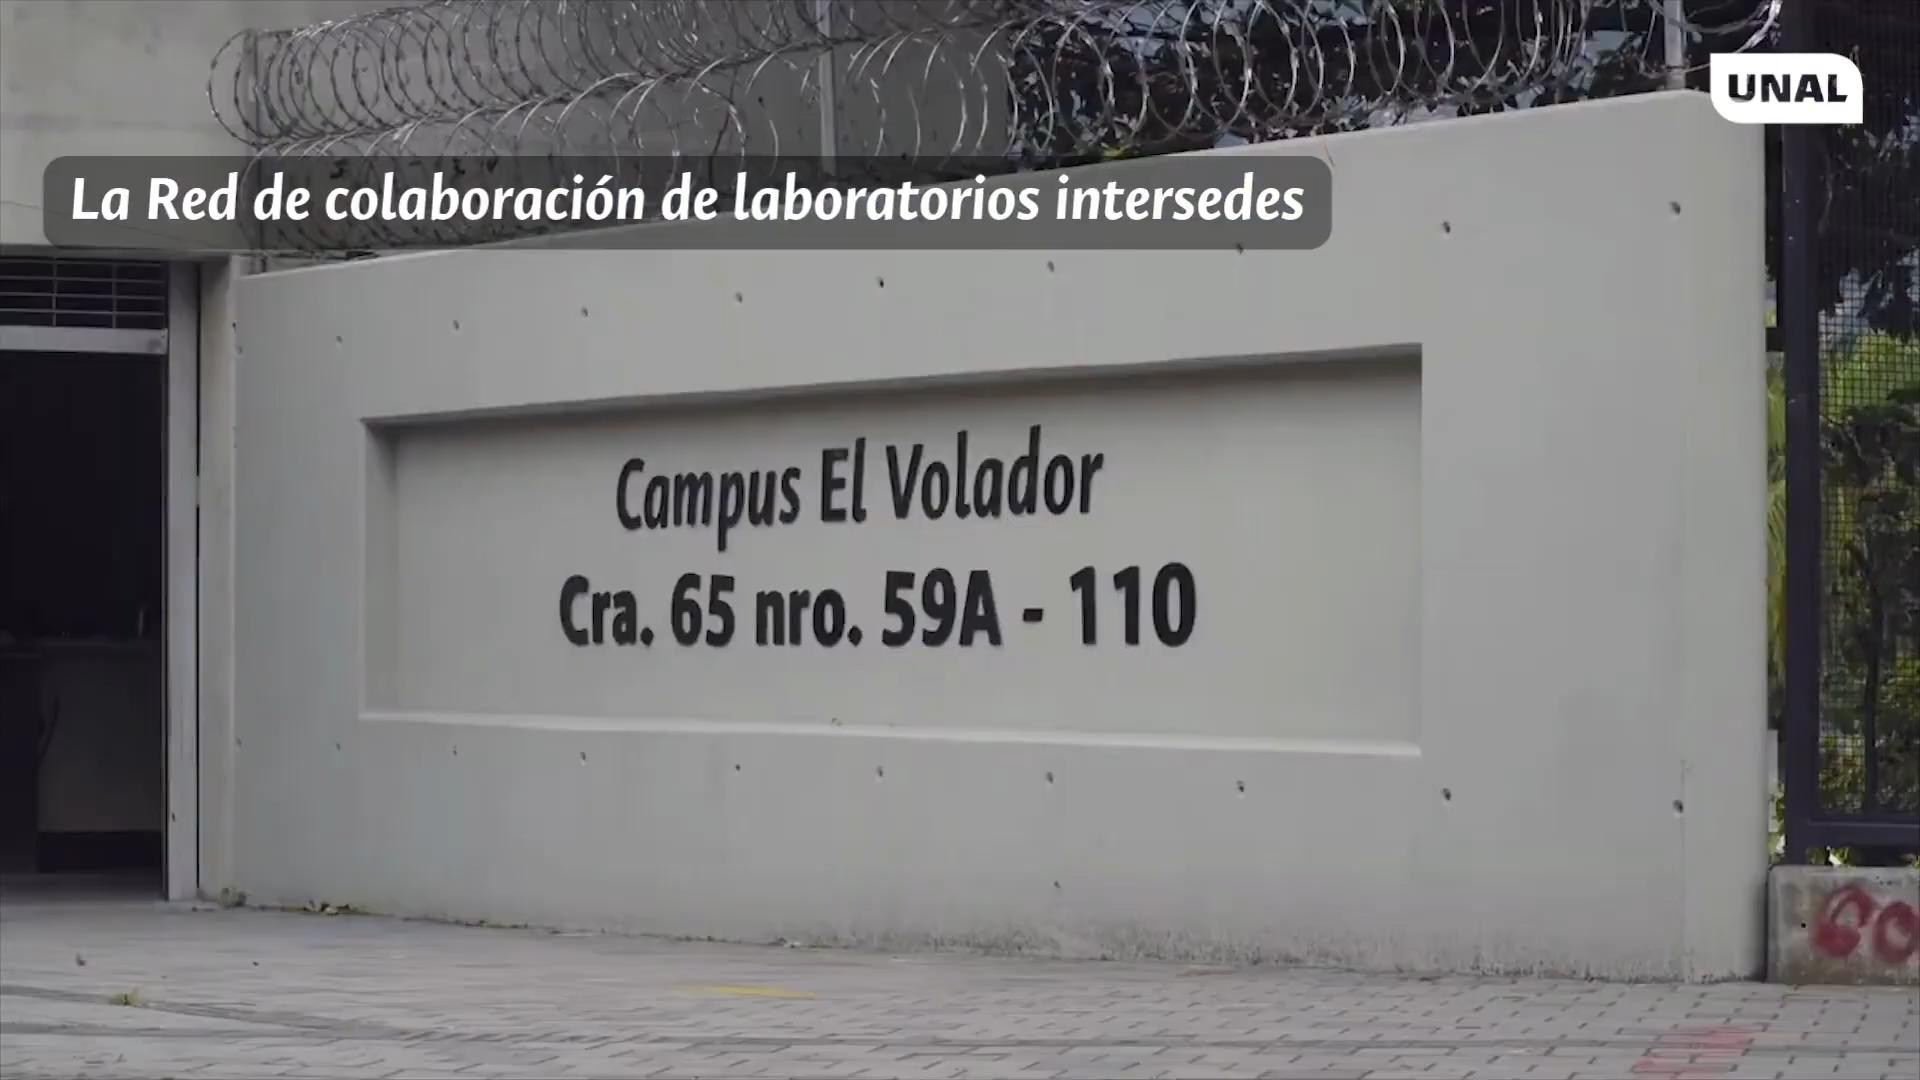 UNAL
La Red de colaboración de laboratorios intersedes
Campus El Volador
Cra. 65 nro. 59A - 110